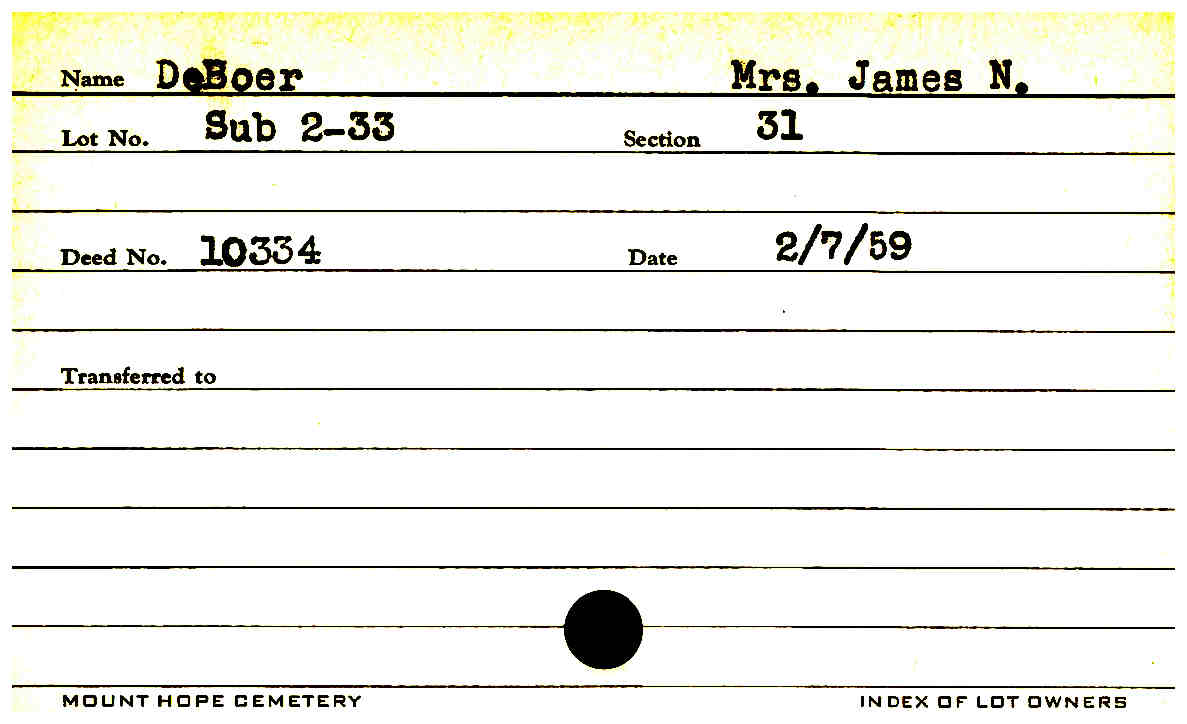 Name DeBoer Mrs. James N.
Lot No. Sub 2-33 Section 31
Deed No. 10334 Date 2/7/59
Transferred to
MOUNT HOPE CEMETERY INDEX OF LOT OWNERS